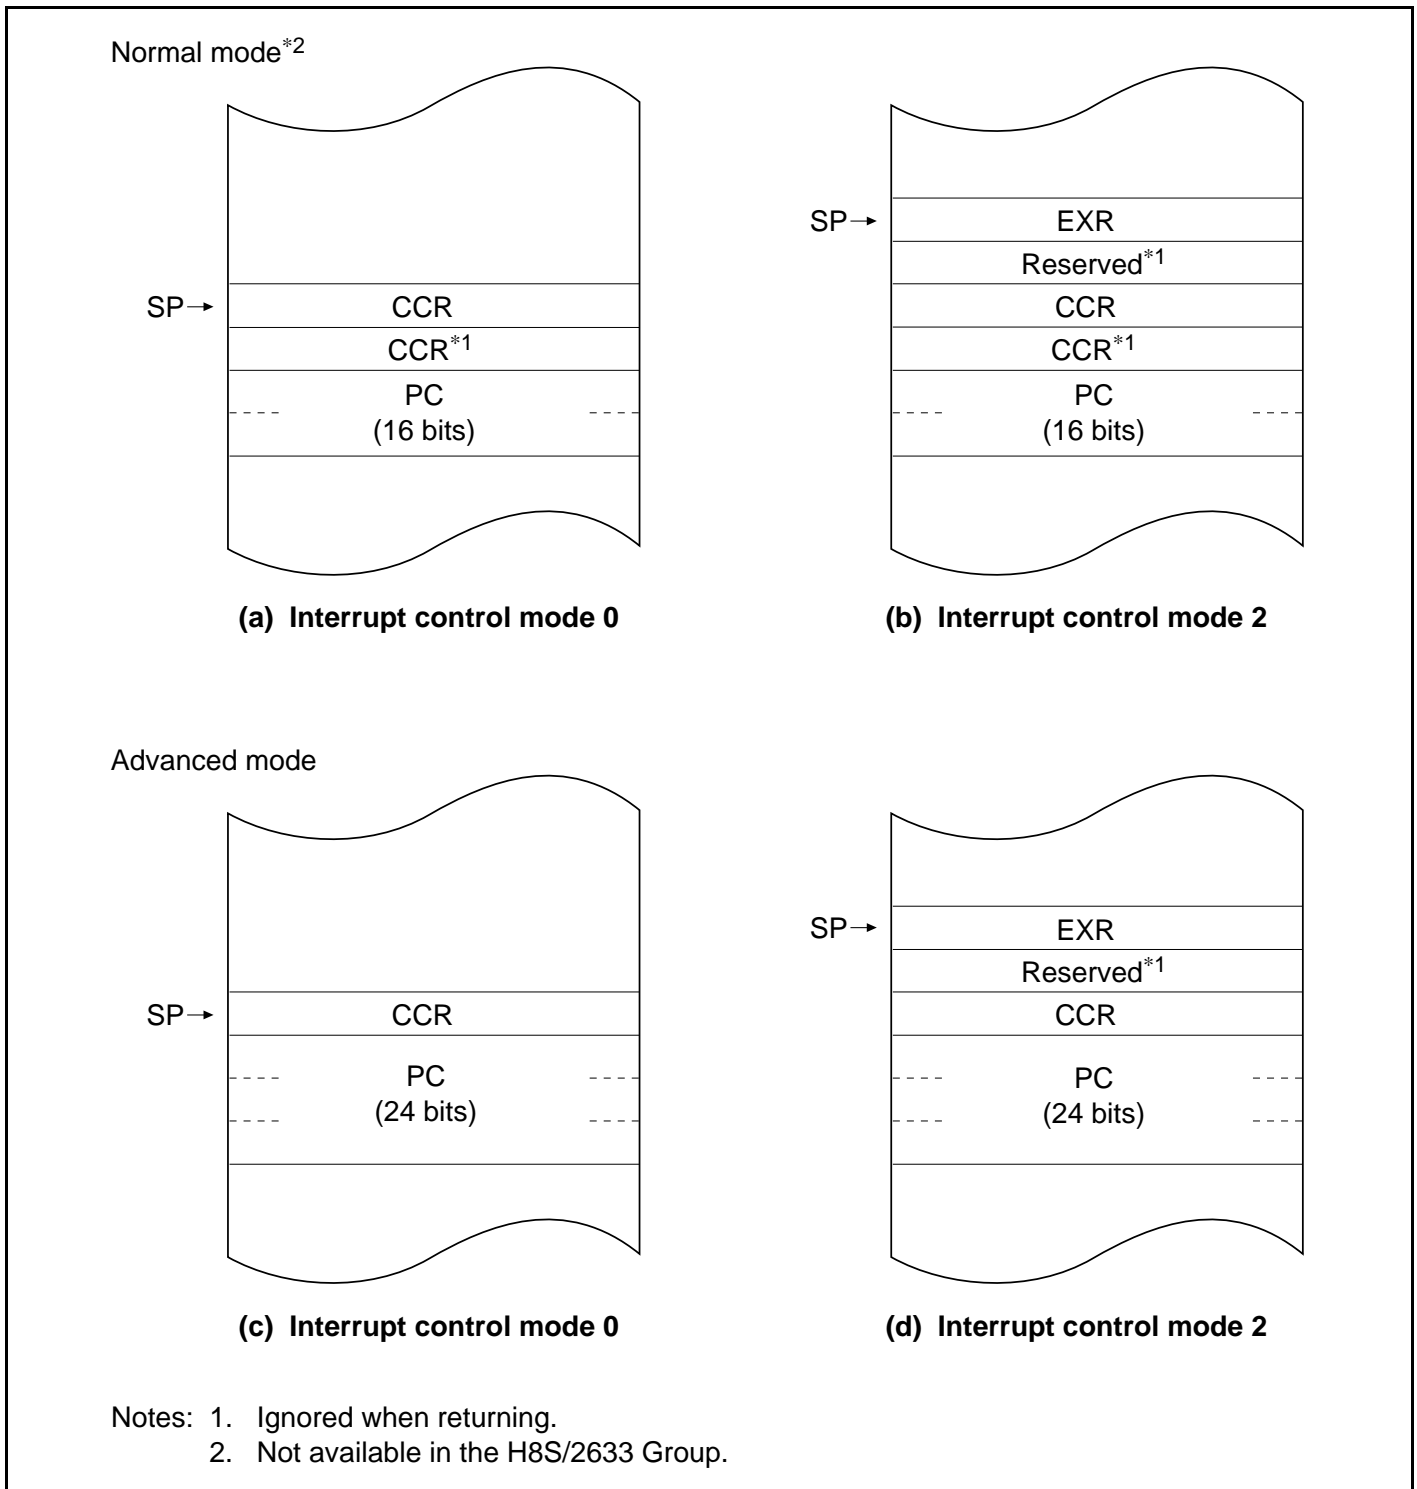 Normal mode*2
SP→ EXR
Reserved*1
SP→ CCR CCR
CCR*1 CCR*1
PC PC
(16 bits) (16 bits)
(a) Interrupt control mode 0 (b) Interrupt control mode 2
Advanced mode
SP→ EXR
Reserved*1
SP→ CCR CCR
PC PC
(24 bits) (24 bits)
(c) Interrupt control mode 0 (d) Interrupt control mode 2
Notes: 1. Ignored when returning.
2. Not available in the H8S/2633 Group.